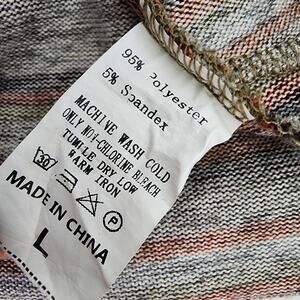 95% Polyester
5% Spandex
MACHINE WASH COLD
ONLY NOT CHLORINE BLEACH
TUMBLE DRY LOW
WARM IRON
30 P
MADE IN CHINA
L